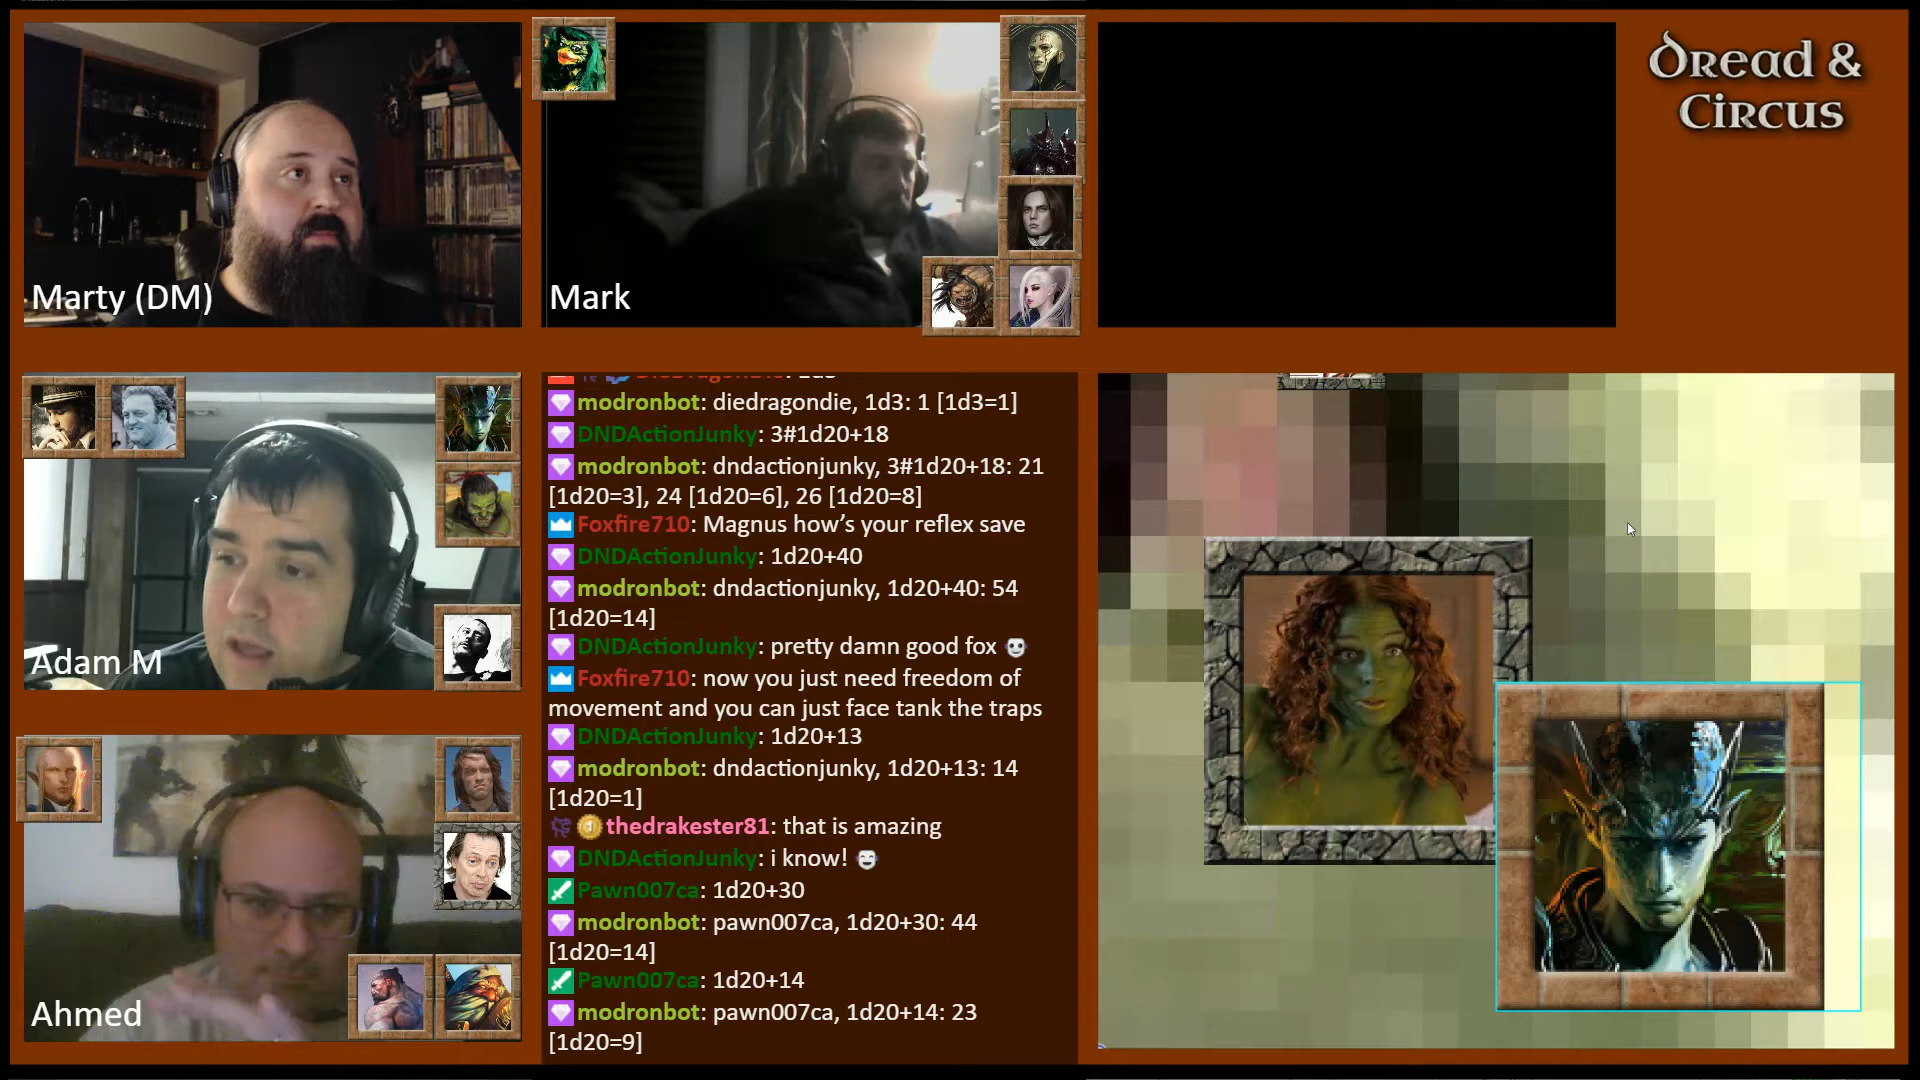 Dread &
Circus
Marty (DM)
Mark
modronbot: diedragondie, 1d3: 1 [1d3=1]
DNDActionJunky: 3#1d20+18
modronbot: dndactionjunky, 3#1d20+18: 21
[1d20=3], 24 [1d20=6], 26 [1d20=8]
Foxfire710: Magnus how’s your reflex save
DNDActionJunky: 1d20+40
modronbot: dndactionjunky, 1d20+40: 54
[1d20=14]
DNDActionJunky: pretty damn good fox
Foxfire710: now you just need freedom of
movement and you can just face tank the traps
DNDActionJunky: 1d20+13
modronbot: dndactionjunky, 1d20+13: 14
[1d20=1]
thedrakester81: that is amazing
DNDActionJunky: i know!
Pawn007ca: 1d20+30
modronbot: pawn007ca, 1d20+30: 44
[1d20=14]
Pawn007ca: 1d20+14
modronbot: pawn007ca, 1d20+14: 23
[1d20=9]
Adam M
Ahmed